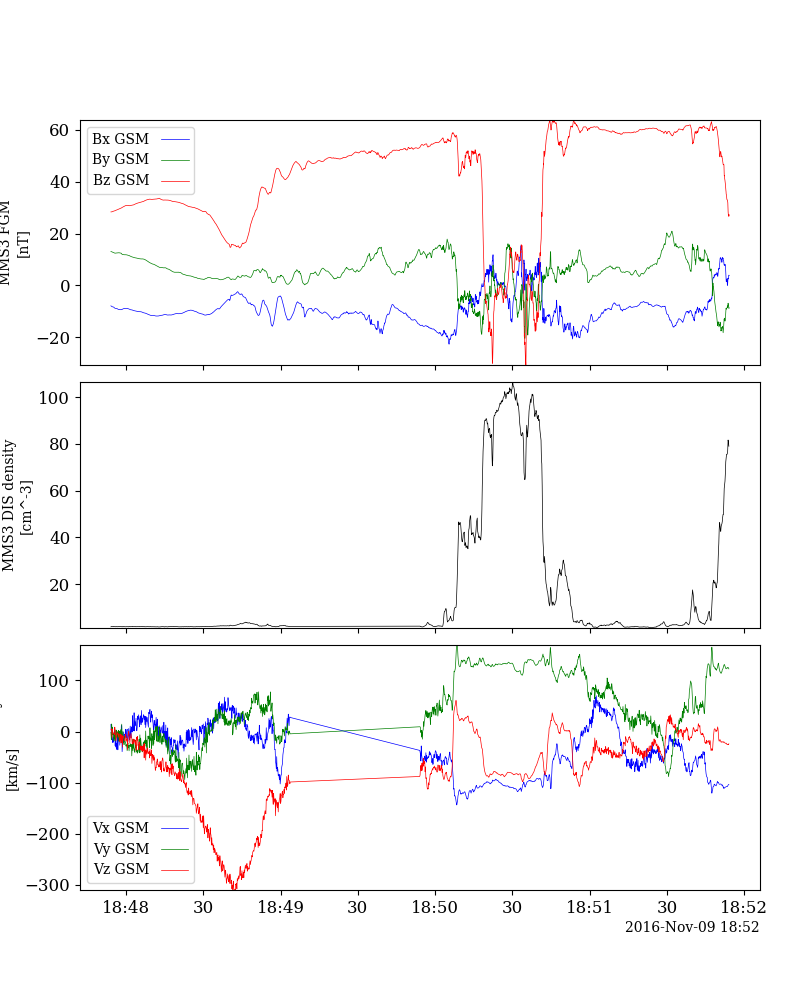 60
40
20
0
−20
MMS3 FGM
[nT]
Bx GSM
By GSM
Bz GSM
100
80
60
40
20
MMS3 DIS density
[cm^-3]
100
0
−100
−200
−300
[km/s]
Vx GSM
Vy GSM
Vz GSM
18:48 30 18:49 30 18:50 30 18:51 30 18:52
2016-Nov-09 18:52